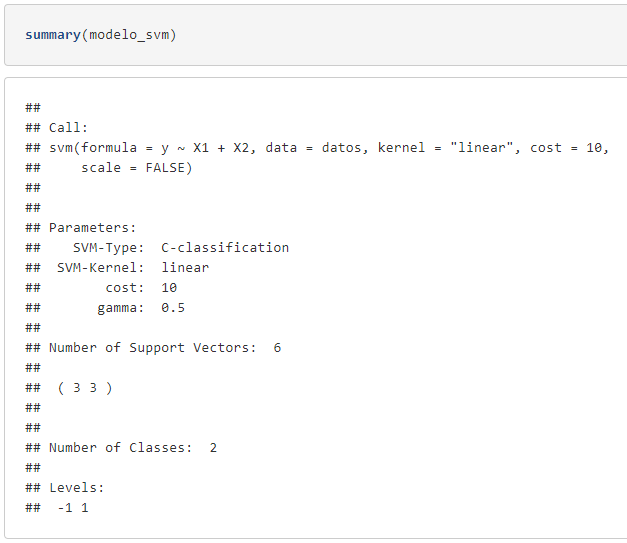 summary(modelo_svm)
##
## Call:
## svm(formula = y ~ X1 + X2, data = datos, kernel = "linear", cost = 10,
##     scale = FALSE)
##
##
## Parameters:
##    SVM-Type:  C-classification
##  SVM-Kernel:  linear
##        cost:  10
##       gamma:  0.5
##
## Number of Support Vectors:  6
##
##  ( 3 3 )
##
##
## Number of Classes:  2
##
## Levels:
##  -1 1